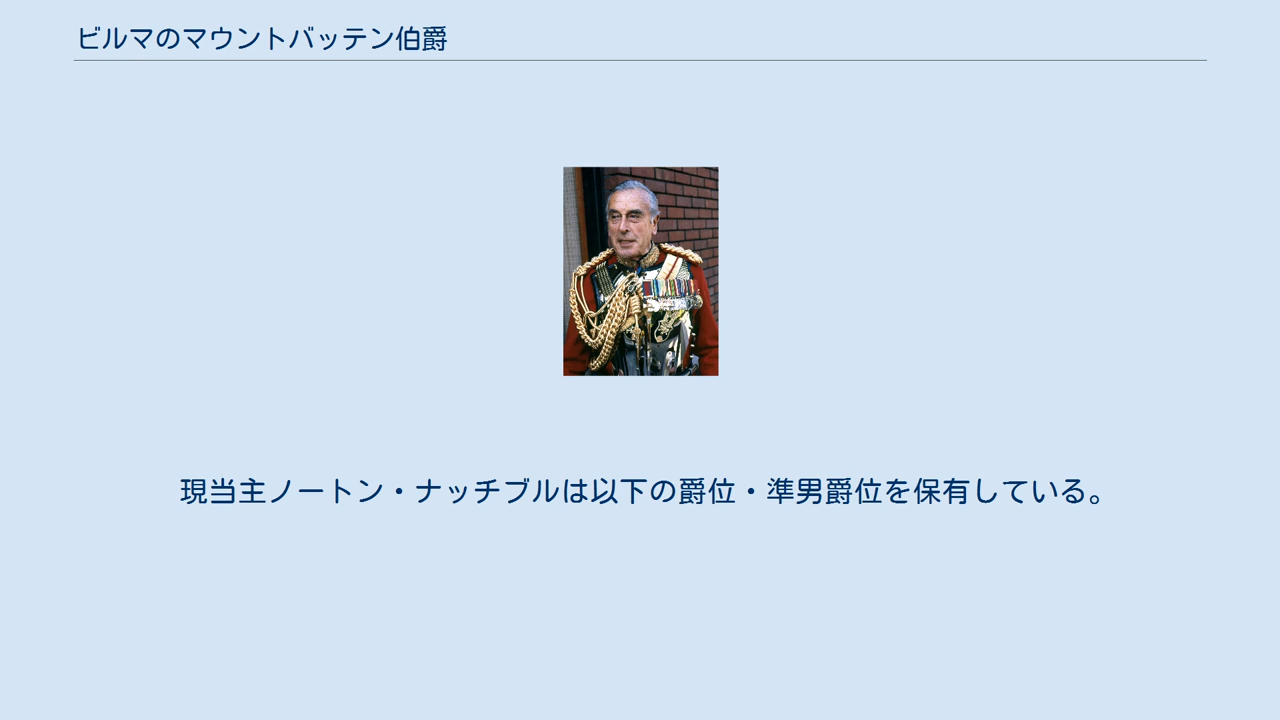 ビルマのマウントバッテン伯爵
現当主ノートン・ナッチブルは以下の爵位・準男爵位を保有している。